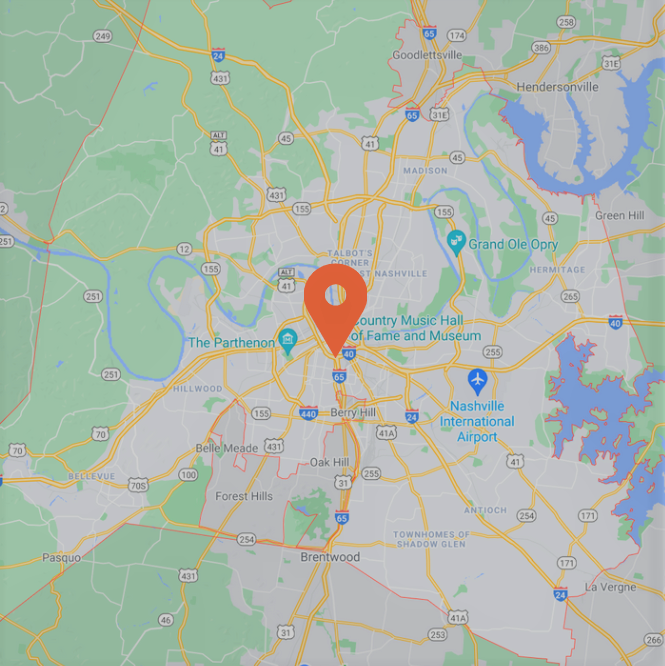 258
249
65
174
24
Goodlettsville
386
31E
431
Hendersonville
65
31E
ALT
41
45
41
45
MADISON
431
2
155
155
45
Green Hill
251
12
Grand Ole Opry
TALBOT'S
CORNER
155
ST NASHVILLE
HERMITAGE
ALT
41
251
265
Country Music Hall
of Fame and Museum
40
The Parthenon
40
255
251
65
HILLWOOD
Nashville
International
Airport
155
440
Berry Hill
24
70
41A
Belle Meade
431
70
Oak Hill
41
BELLEVUE
100
255
70S
31
Forest Hills
ANTIOCH
65
254
171
254
TOWNHOMES OF
SHADOW GLEN
Pasquo
Brentwood
171
431
La Vergne
24
46
41A
31
253
266